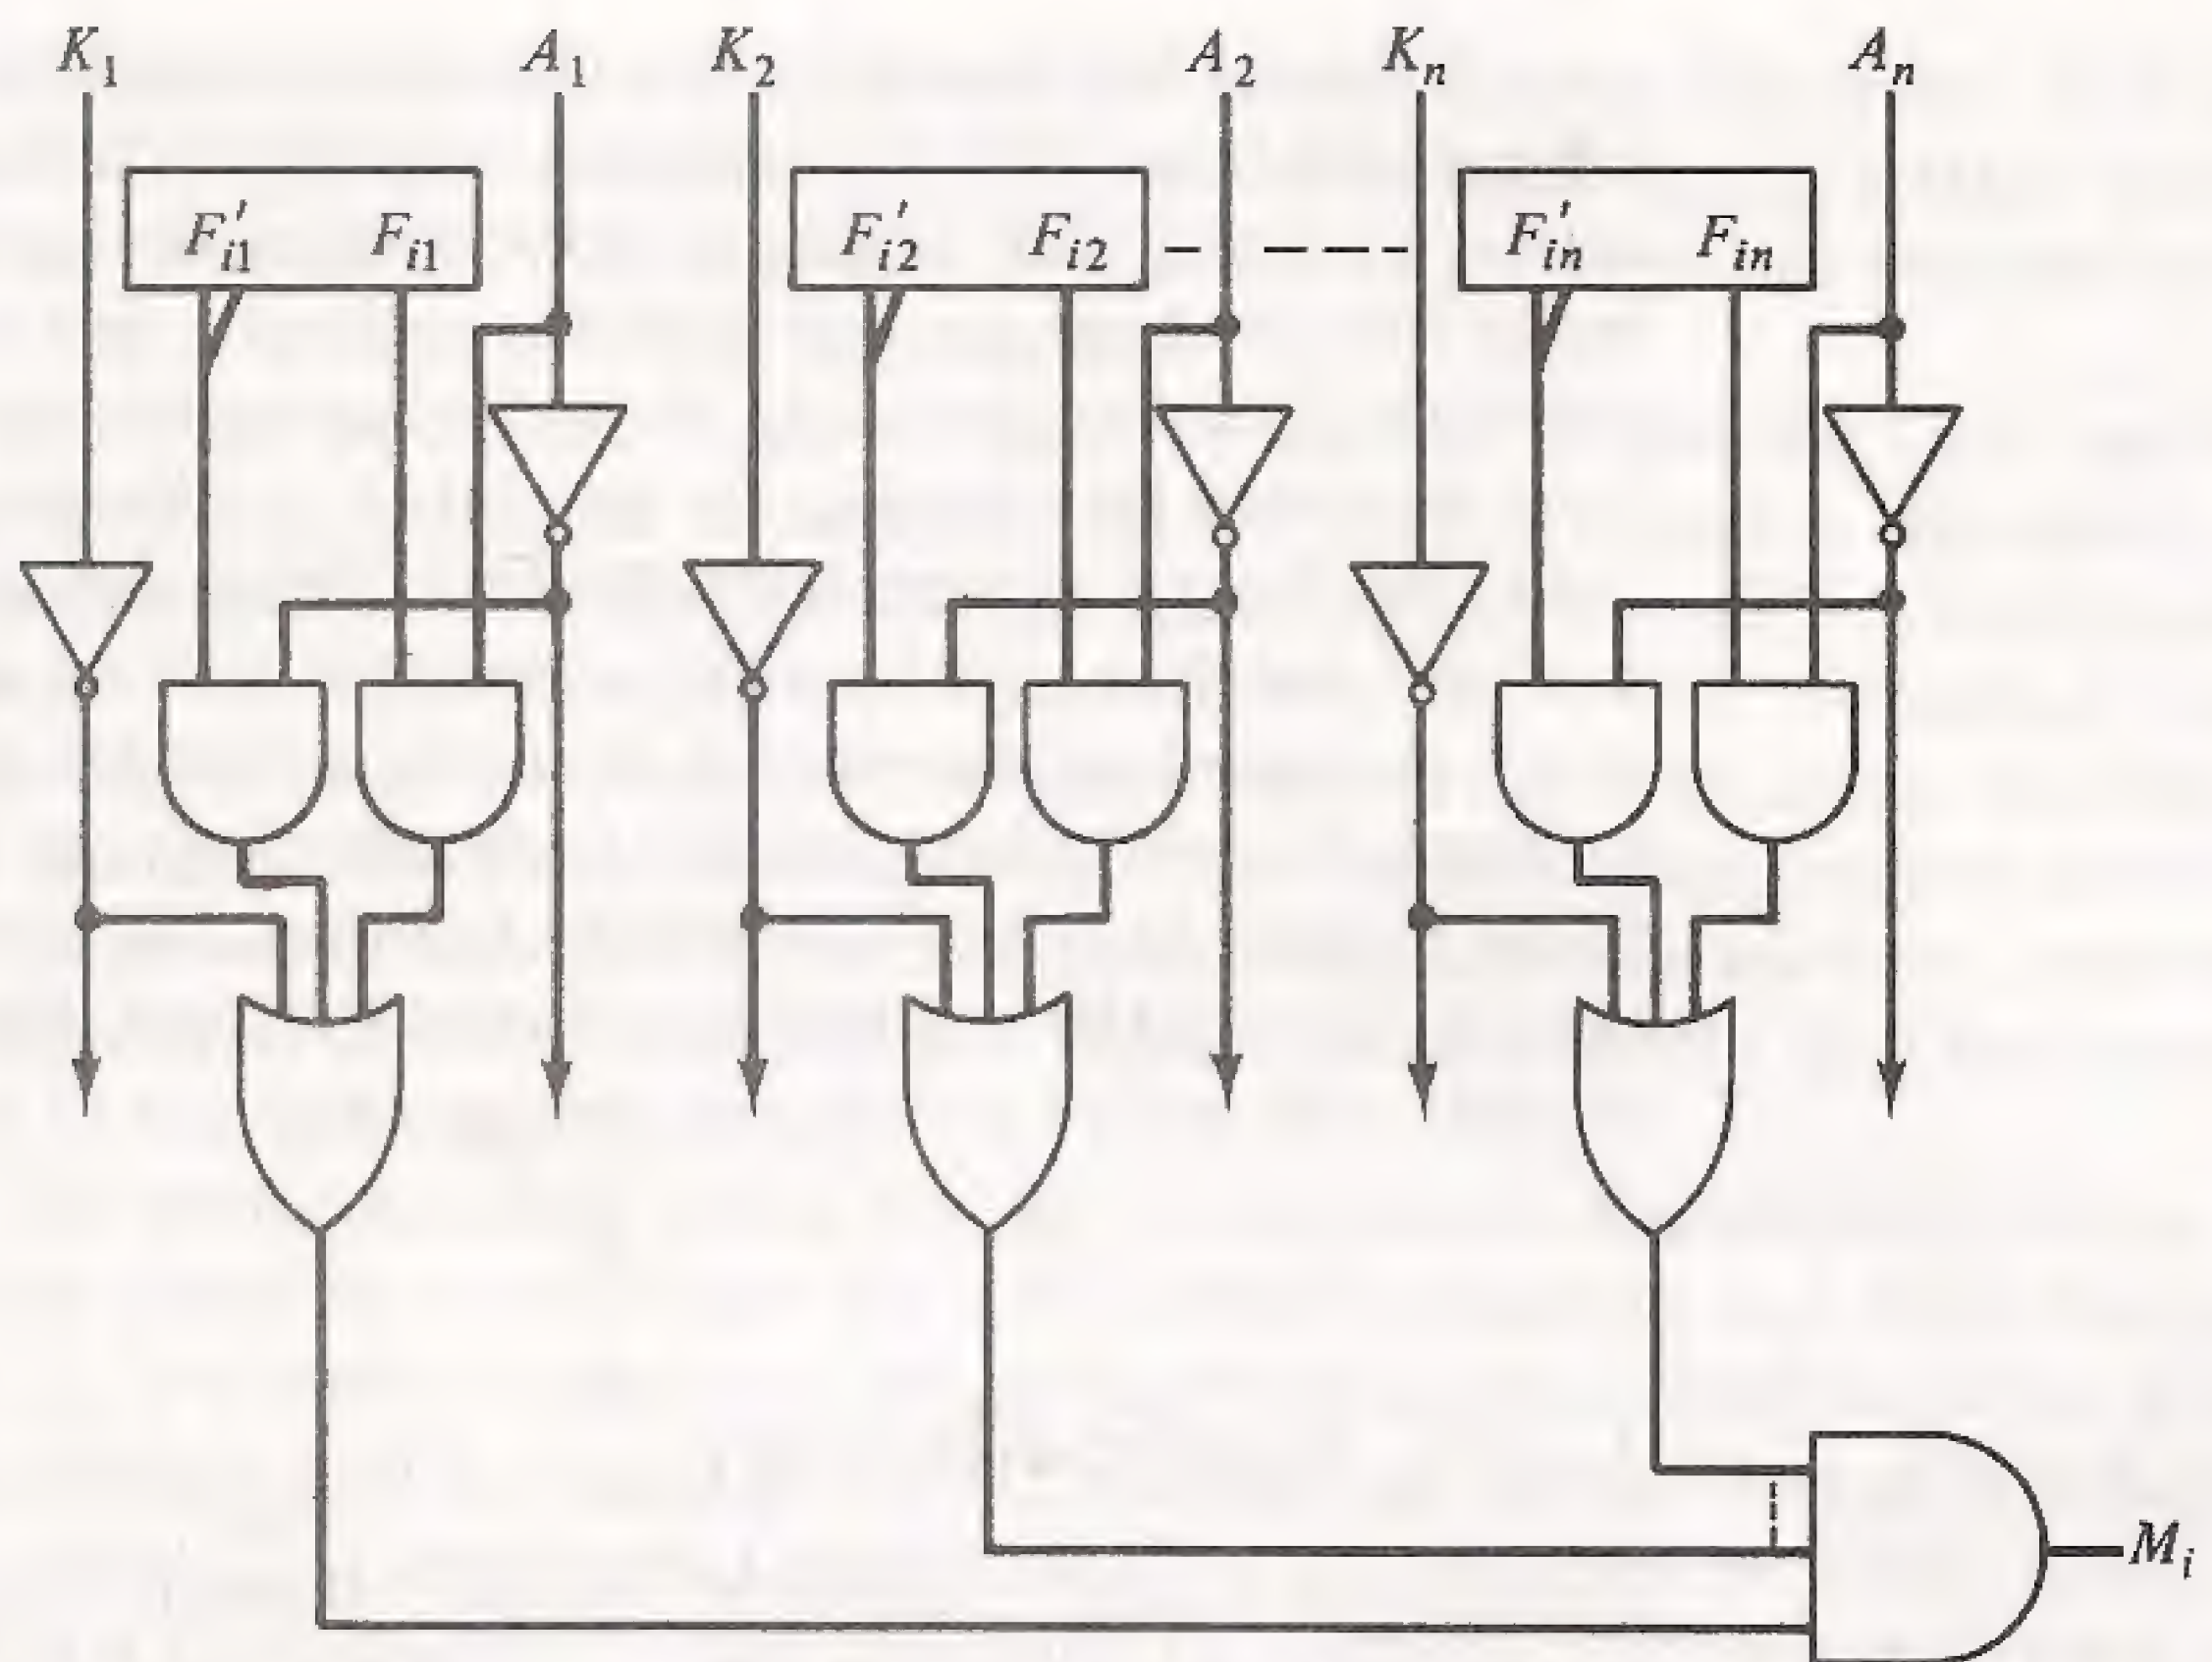 K₁ A₁ K₂ A₂ Kₙ Aₙ
F'ᵢ₁ Fᵢ₁ F'ᵢ₂ Fᵢ₂ F'ᵢₙ Fᵢₙ
Mᵢ